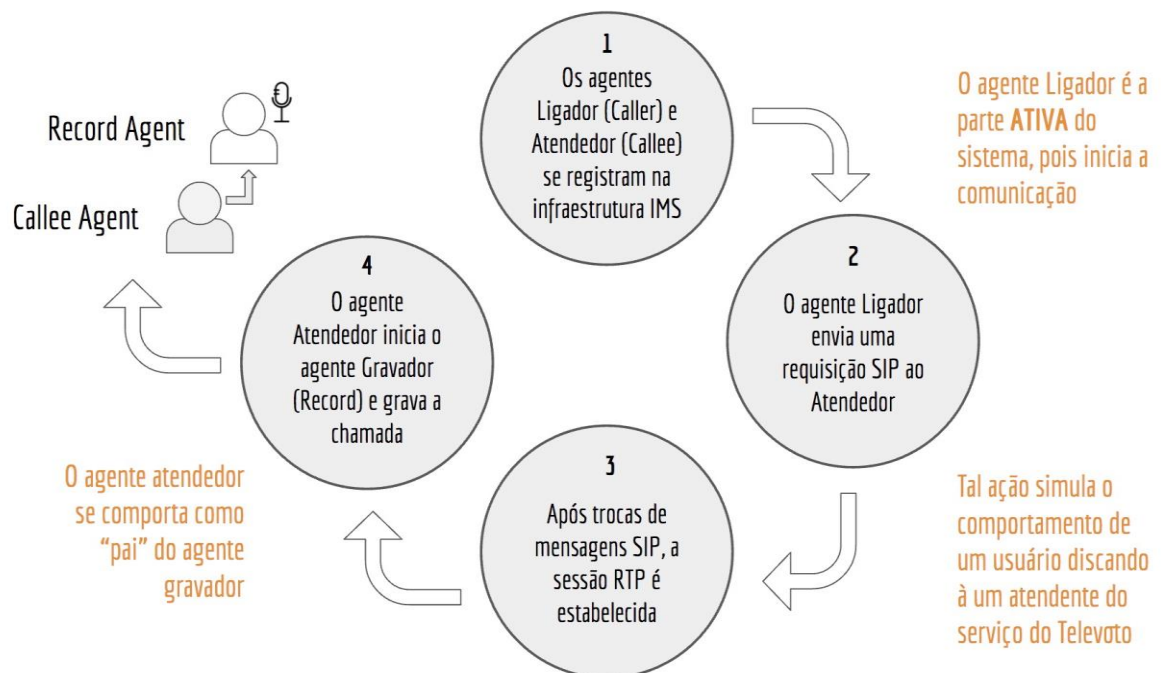 1
Os agentes
Ligador (Caller) e
Atendedor (Callee)
se registram na
infraestrutura IMS
O agente Ligador é a
parte ATIVA do
sistema, pois inicia a
comunicação
2
O agente Ligador
envia uma
requisição SIP ao
Atendedor
Tal ação simula o
comportamento de
um usuário discando
à um atendente do
serviço do Televoto
3
Após trocas de
mensagens SIP, a
sessão RTP é
estabelecida
4
O agente
Atendedor inicia o
agente Gravador
(Record) e grava a
chamada
O agente atendedor
se comporta como
“pai” do agente
gravador
Record Agent
Callee Agent